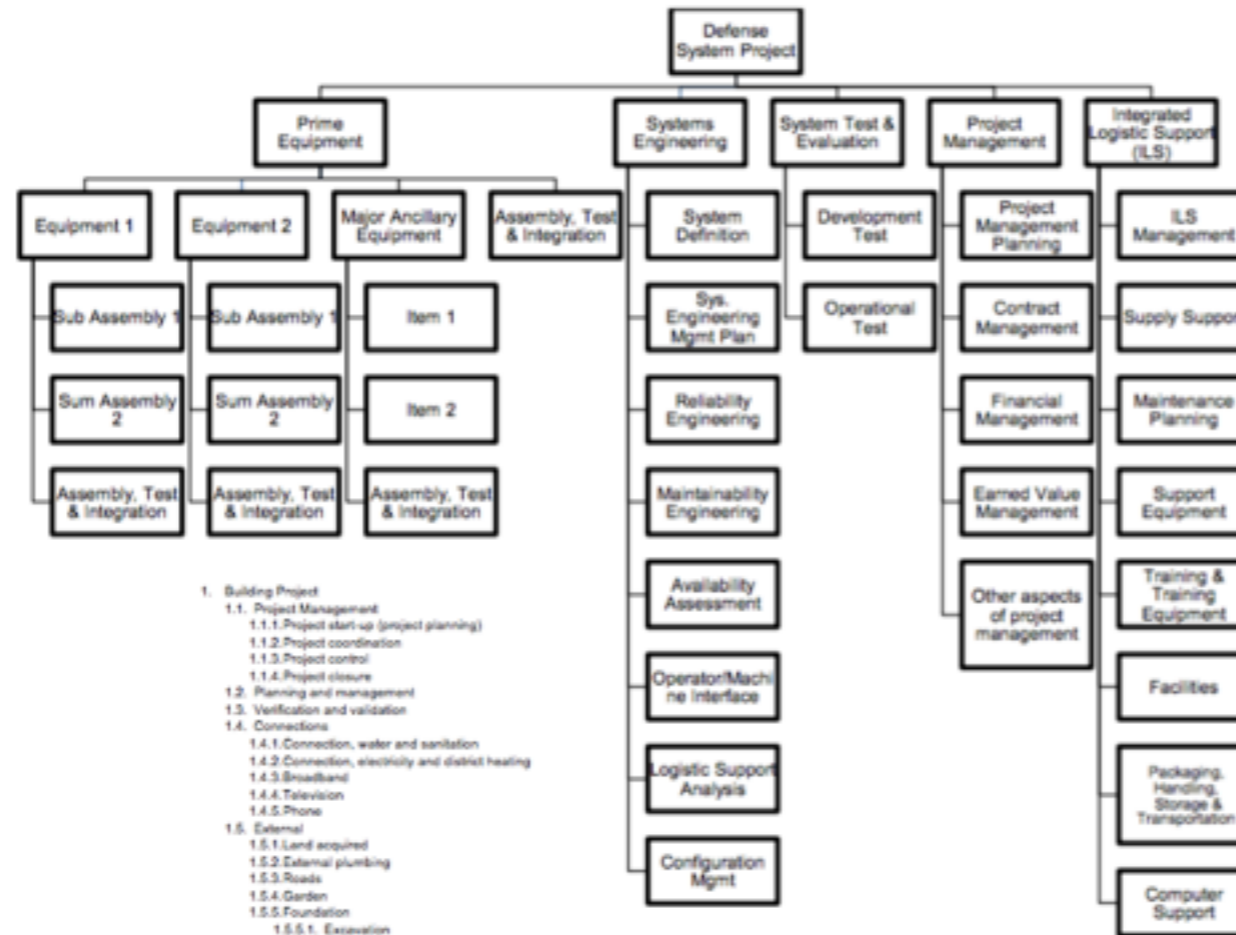 Defense
System Project
Prime
Equipment
Systems
Engineering
System Test &
Evaluation
Project
Management
Integrated
Logistic Support
(ILS)
Equipment 1
Equipment 2
Major Ancillary
Equipment
Assembly, Test
& Integration
System
Definition
Development
Test
Project
Management
Planning
ILS
Management
Sub Assembly 1
Sub Assembly 1
Item 1
Sys.
Engineering
Mgmt Plan
Operational
Test
Contract
Management
Supply Suppor
Sum Assembly
2
Sum Assembly
2
Item 2
Reliability
Engineering
Financial
Management
Maintenance
Planning
Assembly, Test
& Integration
Assembly, Test
& Integration
Assembly, Test
& Integration
Maintainability
Engineering
Earned Value
Management
Support
Equipment
Availability
Assessment
Other aspects
of project
management
Training &
Training
Equipment
Operator/Machi
ne Interface
Facilities
Logistic Support
Analysis
Packaging,
Handling,
Storage &
Transportation
Configuration
Mgmt
Computer
Support
1. Building Project
1.1. Project Management
1.1.1.Project start-up (project planning)
1.1.2.Project coordination
1.1.3.Project control
1.1.4.Project closure
1.2. Planning and management
1.3. Verification and validation
1.4. Connections
1.4.1.Connection, water and sanitation
1.4.2.Connection, electricity and district heating
1.4.3.Broadband
1.4.4.Television
1.4.5.Phone
1.5. External
1.5.1.Land acquired
1.5.2.External plumbing
1.5.3.Roads
1.5.4.Garden
1.5.5.Foundation
1.5.5.1. Excavation